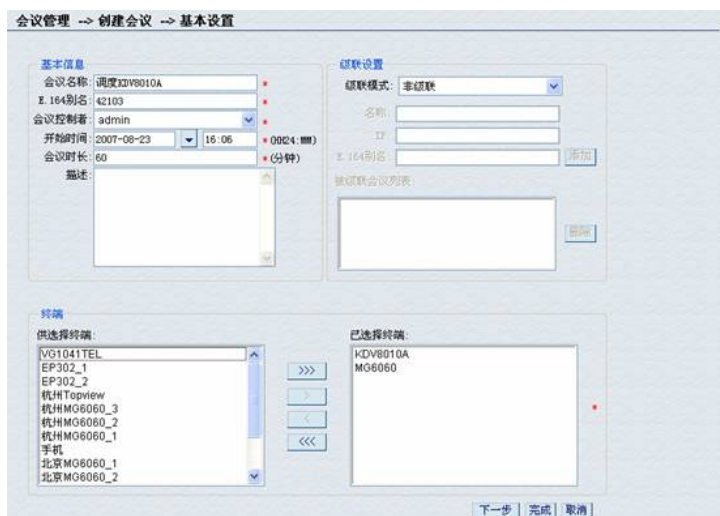 会议管理 --> 创建会议 --> 基本设置
基本信息
会议名称: 调度KDV8010A *
E.164别名: 42103 *
会议控制者: admin *
开始时间: 2007-08-23 16:06 *(HH24:MM)
会议时长: 60 *(分钟)
描述:
级联设置
级联模式: 非级联
名称:
IP:
E.164别名: 添加
被级联会议列表:
删除
终端
供选择终端:
VG1041TEL
EP302_1
EP302_2
杭州Topview
杭州MG6060_3
杭州MG6060_2
杭州MG6060_1
手机
北京MG6060_1
北京MG6060_2
>>>
>
<
<<<
已选择终端:
KDV8010A
MG6060
*
下一步 完成 取消